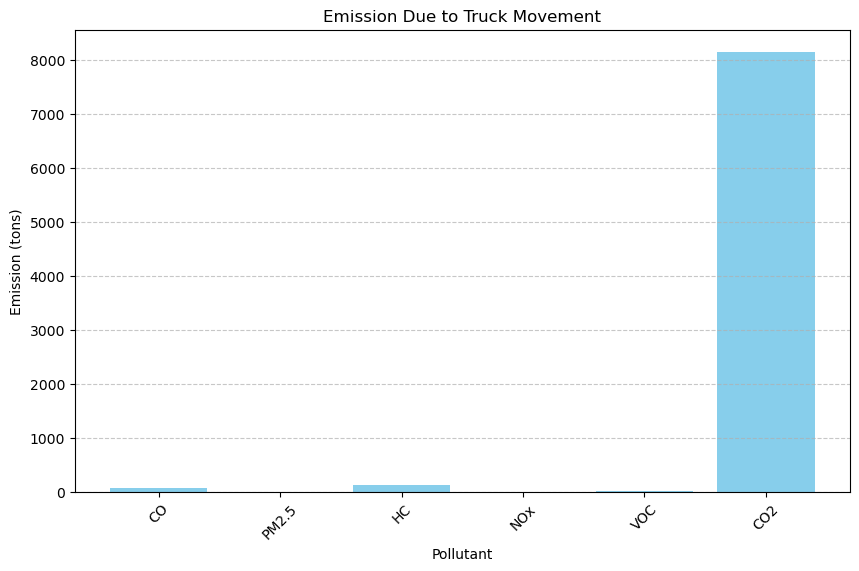 Emission Due to Truck Movement
Emission (tons)
8000
7000
6000
5000
4000
3000
2000
1000
0
CO
PM2.5
HC
NOx
VOC
CO2
Pollutant